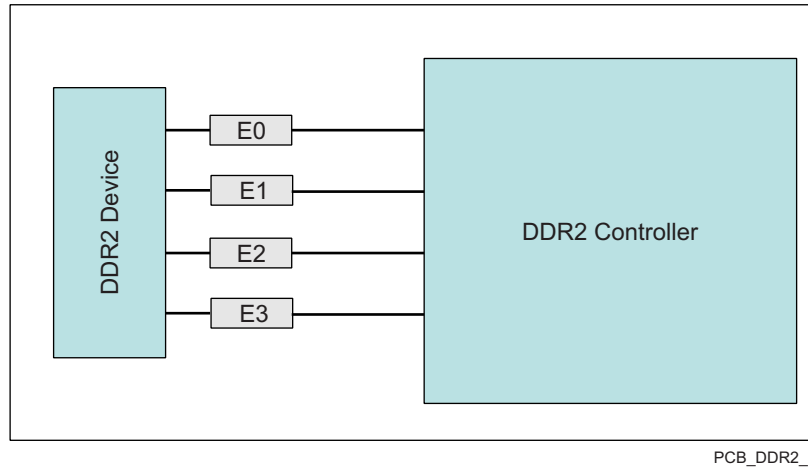 DDR2 Device
E0
E1
E2
E3
DDR2 Controller
PCB_DDR2_